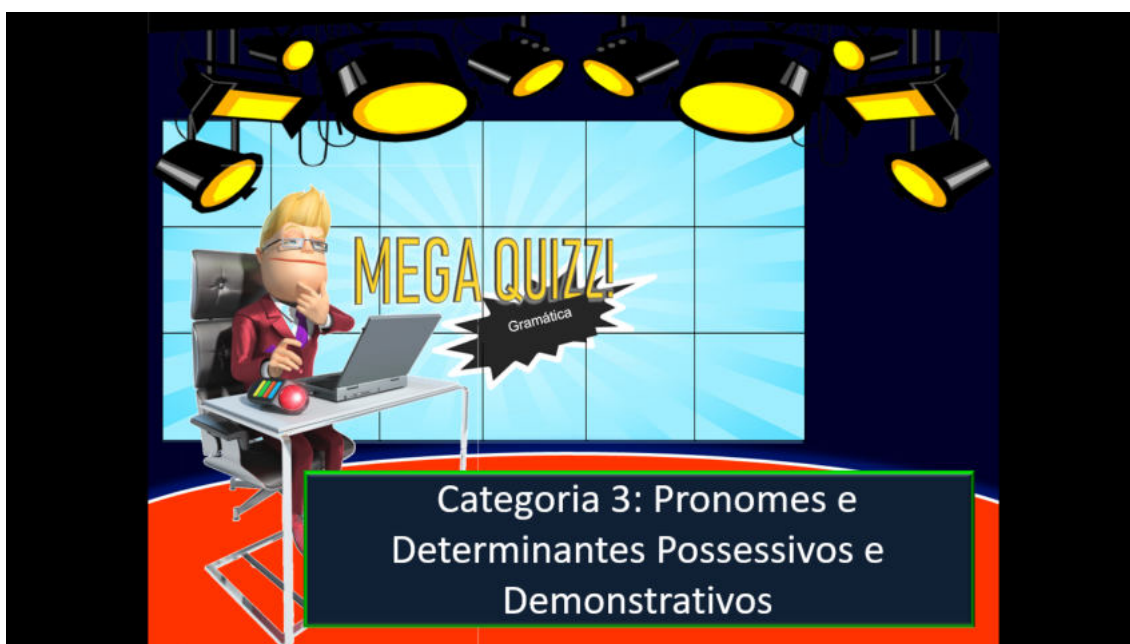 MEGA QUIZZ!
Gramática
Categoria 3: Pronomes e
Determinantes Possessivos e
Demonstrativos